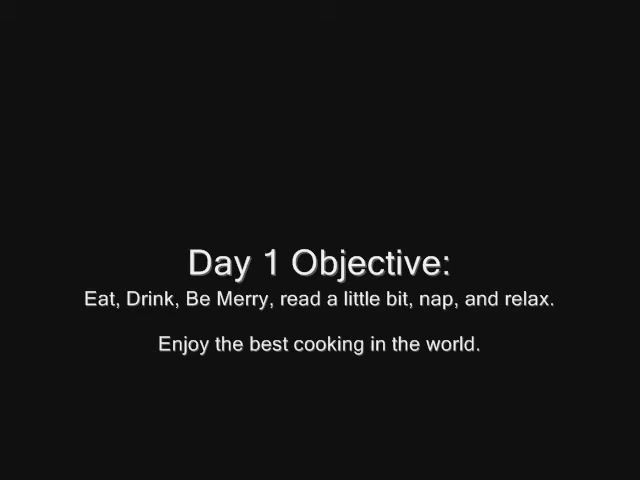 Day 1 Objective:
Eat, Drink, Be Merry, read a little bit, nap, and relax.
Enjoy the best cooking in the world.